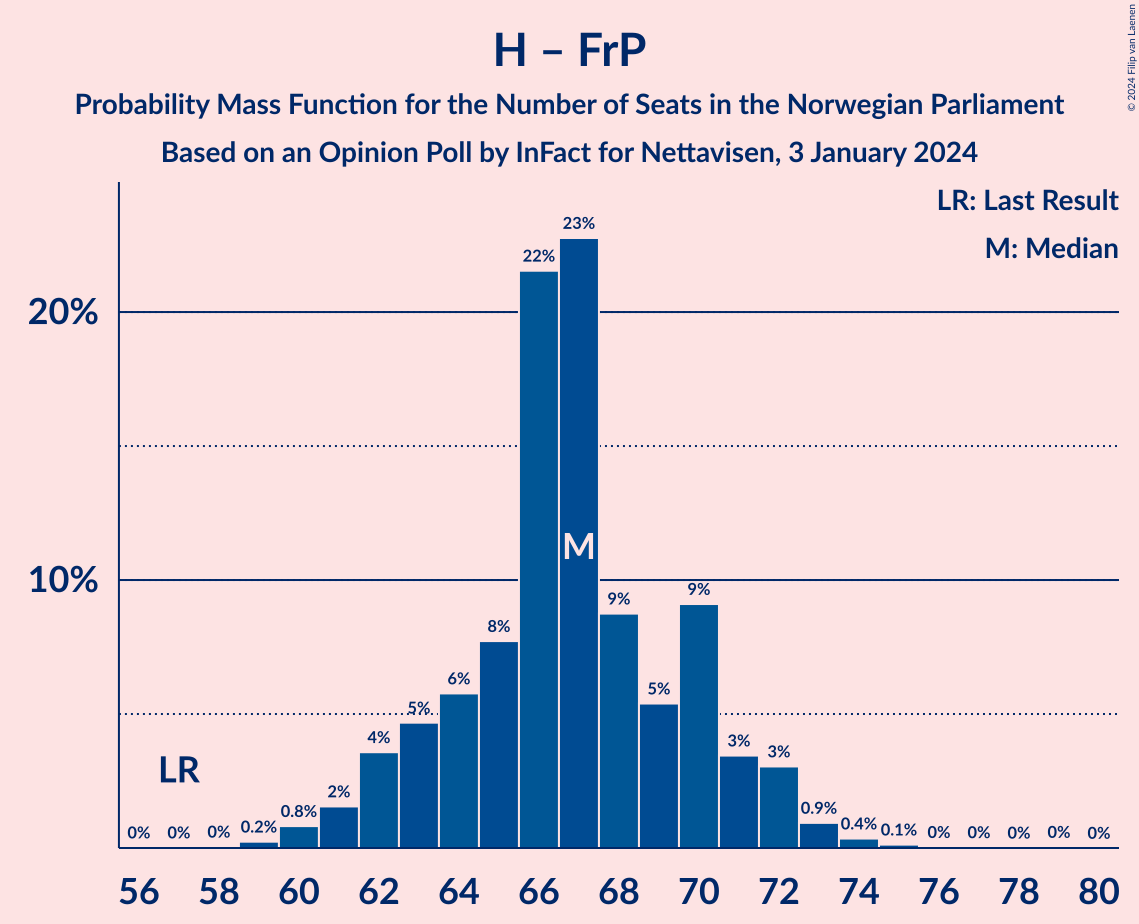 H – FrP
Probability Mass Function for the Number of Seats in the Norwegian Parliament
Based on an Opinion Poll by InFact for Nettavisen, 3 January 2024
© 2024 Filip van Laenen
LR: Last Result
M: Median
20%
10%
LR
M
0% 0% 0% 0.2% 0.8% 2% 4% 5% 6% 8% 22% 23% 9% 5% 9% 3% 3% 0.9% 0.4% 0.1% 0% 0% 0% 0% 0%
56 58 60 62 64 66 68 70 72 74 76 78 80